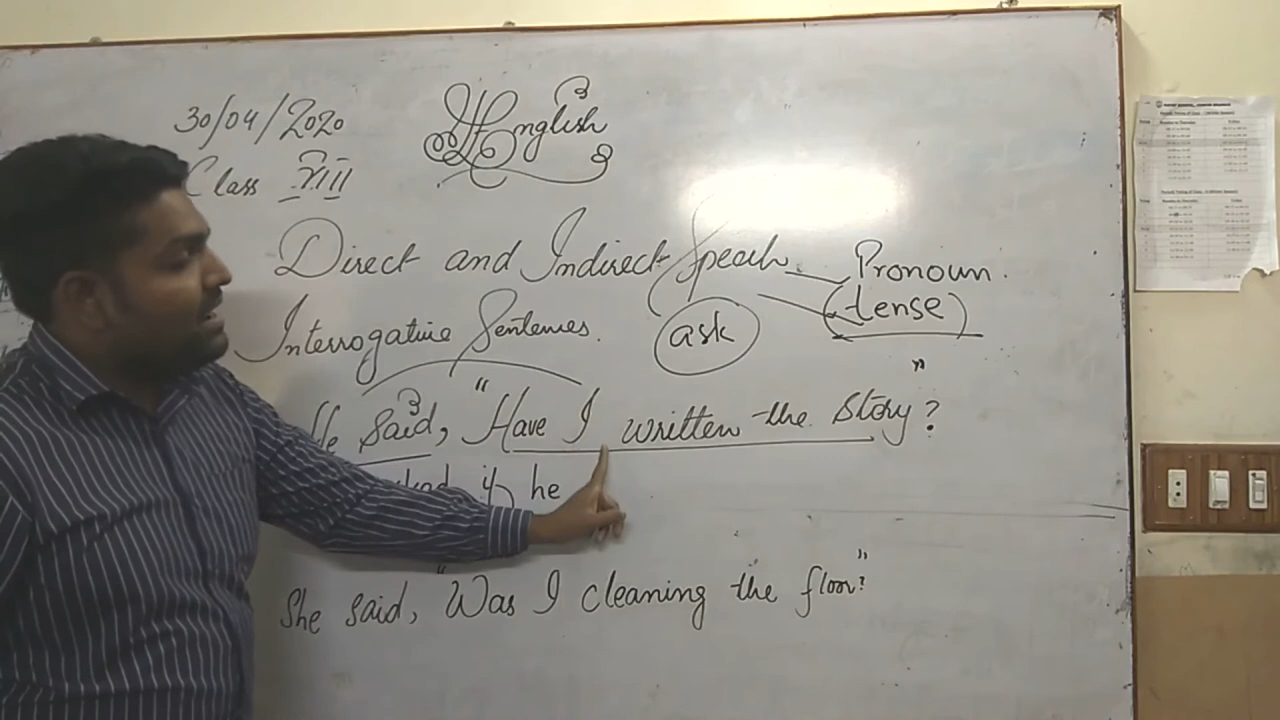 30/04/2020
English
Class VIII
Direct and Indirect Speech Pronoun.
(tense)
Interrogative Sentences. ask
He Said, "Have I written the Story"?
if he
She said, "Was I cleaning the floor?"